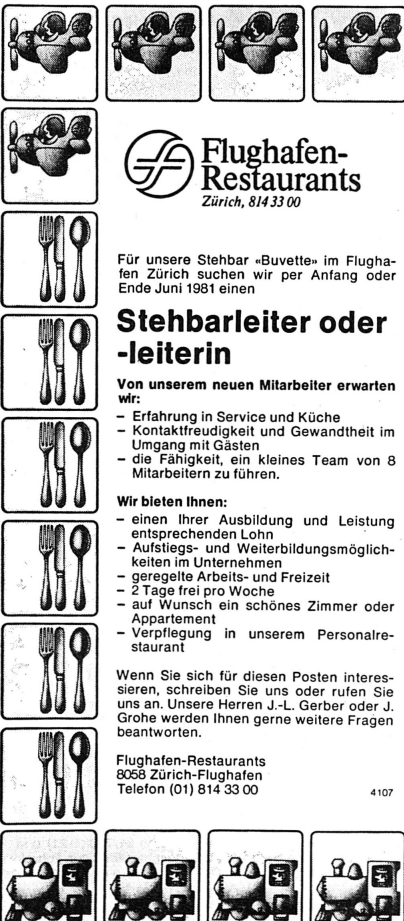 Flughafen-
Restaurants
Zürich, 814 33 00
Für unsere Stehbar «Buvette» im Flugha-
fen Zürich suchen wir per Anfang oder
Ende Juni 1981 einen
Stehbarleiter oder
-leiterin
Von unserem neuen Mitarbeiter erwarten
wir:
– Erfahrung in Service und Küche
– Kontaktfreudigkeit und Gewandtheit im
Umgang mit Gästen
– die Fähigkeit, ein kleines Team von 8
Mitarbeitern zu führen.
Wir bieten Ihnen:
– einen Ihrer Ausbildung und Leistung
entsprechenden Lohn
– Aufstiegs- und Weiterbildungsmöglich-
keiten im Unternehmen
– geregelte Arbeits- und Freizeit
– 2 Tage frei pro Woche
– auf Wunsch ein schönes Zimmer oder
Appartement
– Verpflegung in unserem Personalre-
staurant
Wenn Sie sich für diesen Posten interes-
sieren, schreiben Sie uns oder rufen Sie
uns an. Unsere Herren J.-L. Gerber oder J.
Grohe werden Ihnen gerne weitere Fragen
beantworten.
Flughafen-Restaurants
8058 Zürich-Flughafen
Telefon (01) 814 33 00
4107